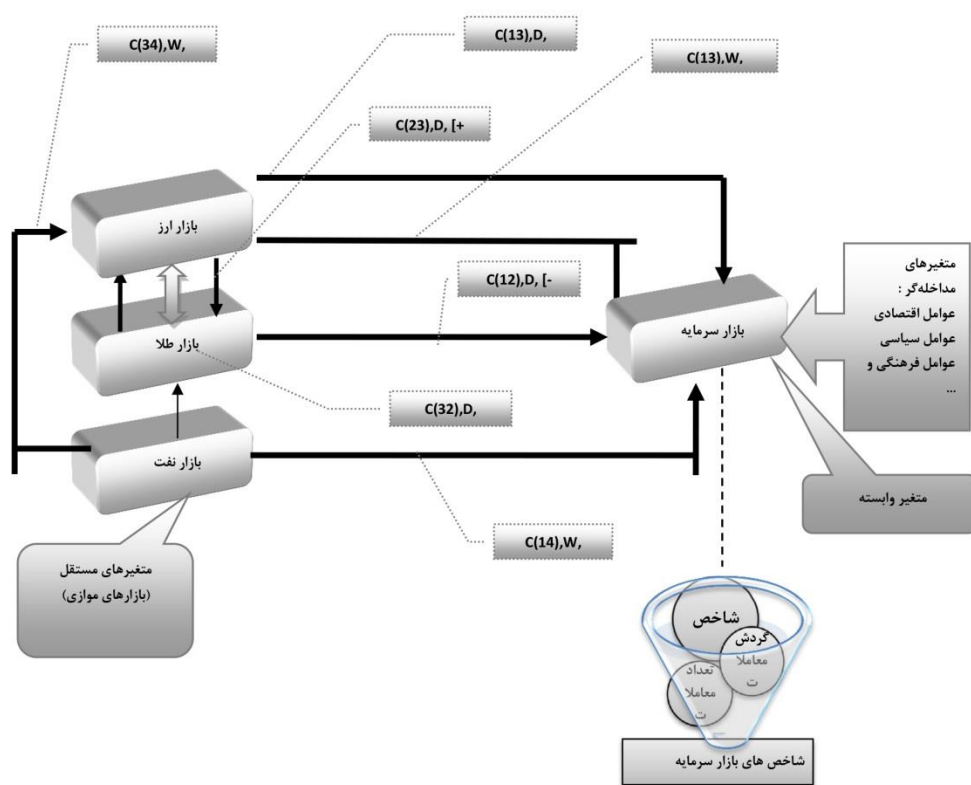 C(34),W,
C(13),D,
C(13),W,
C(23),D, [+
بازار ارز
C(12),D, [-
بازار طلا
بازار سرمایه
متغیرهای
مداخله‌گر :
عوامل اقتصادی
عوامل سیاسی
عوامل فرهنگی و
...
C(32),D,
بازار نفت
متغیر وابسته
C(14),W,
متغیرهای مستقل
(بازارهای موازی)
شاخص
گردش
معاملا
ت
تعداد
معاملا
ت
شاخص های بازار سرمایه